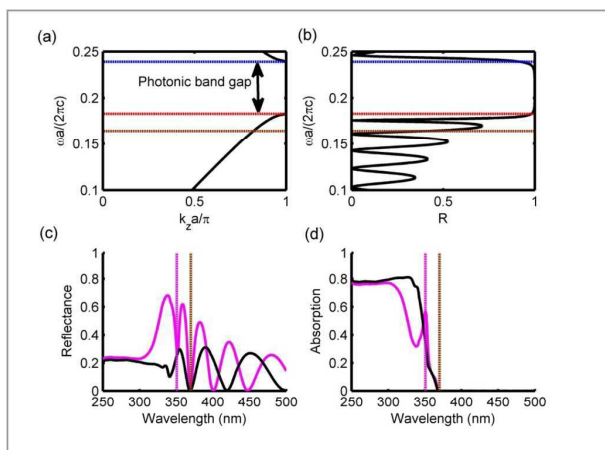 (a)
(b)
0.25
0.2
0.15
0.1
ωa/(2πc)
Photonic band gap
0
0.5
1
k_z a/π
0.25
0.2
0.15
0.1
ωa/(2πc)
0
0.5
1
R
(c)
(d)
1
0.8
0.6
0.4
0.2
0
Reflectance
250 300 350 400 450 500
Wavelength (nm)
1
0.8
0.6
0.4
0.2
0
Absorption
250 300 350 400 450 500
Wavelength (nm)